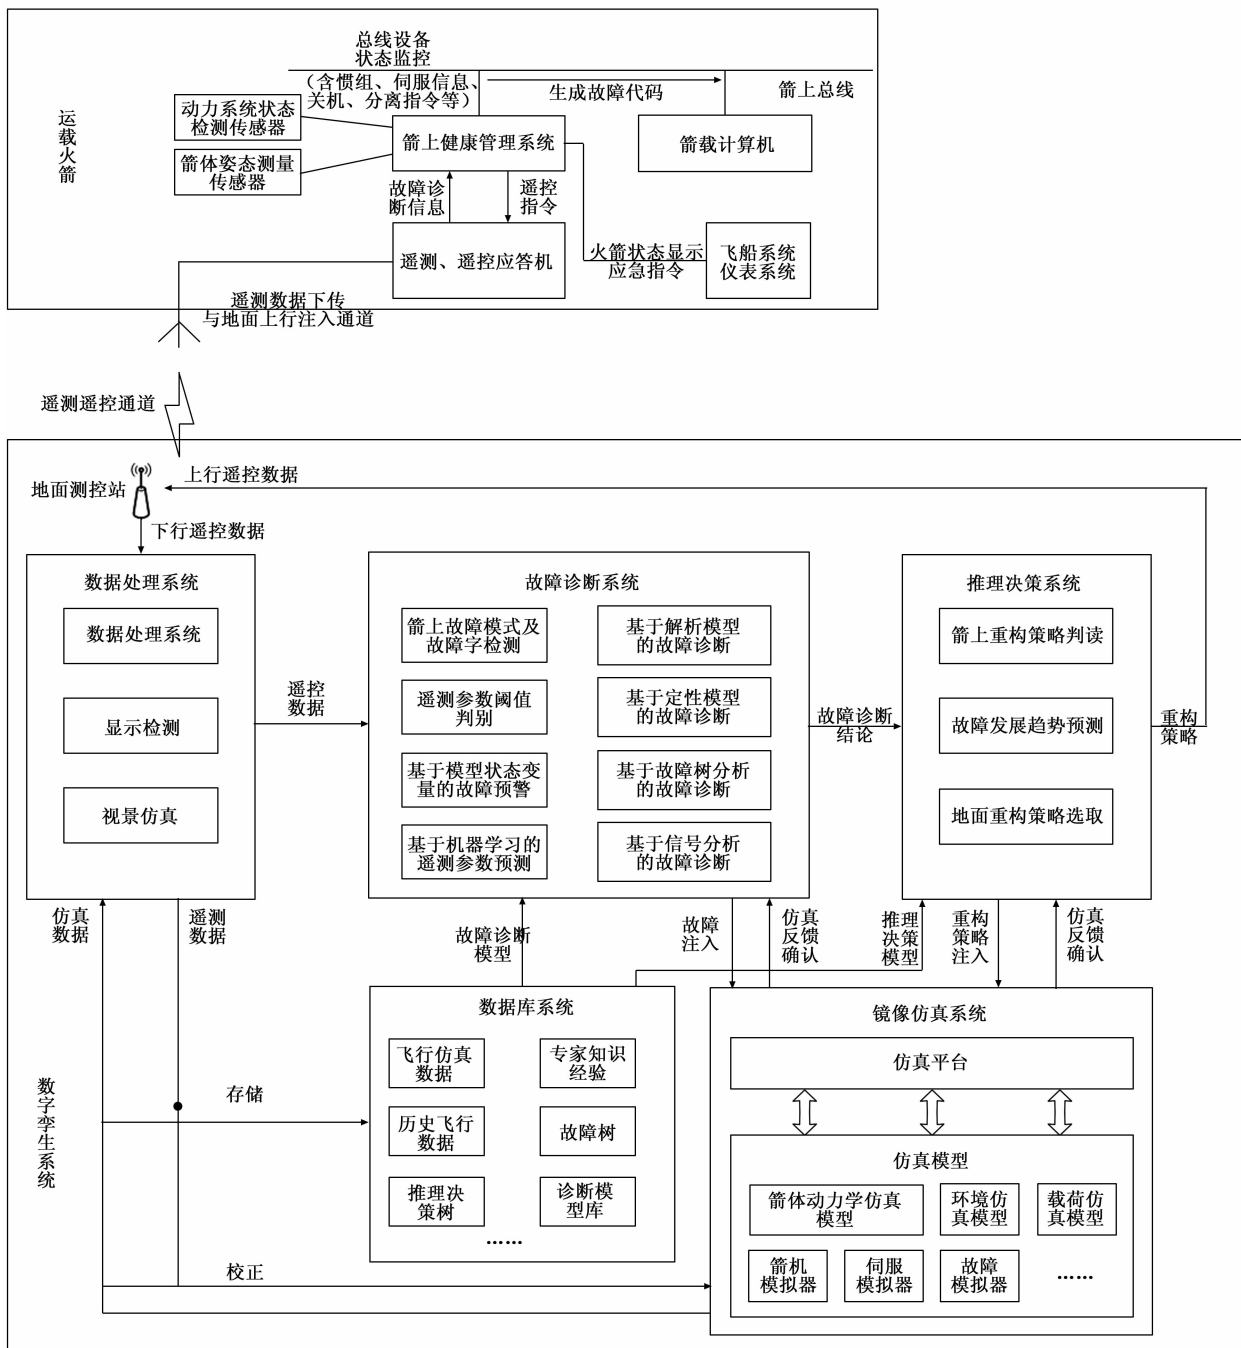 总线设备
状态监控
（含惯组、伺服信息、
关机、分离指令等）
生成故障代码
箭上总线
运载火箭
动力系统状态
检测传感器
箭体姿态测量
传感器
箭上健康管理系统
箭载计算机
故障诊
断信息
遥控
指令
遥测、遥控应答机
火箭状态显示
应急指令
飞船系统
仪表系统
遥测数据下传
与地面上行注入通道
遥测遥控通道
地面测控站
上行遥控数据
下行遥控数据
数据处理系统
数据处理系统
显示检测
视景仿真
遥控
数据
故障诊断系统
箭上故障模式及
故障字检测
基于解析模型
的故障诊断
遥测参数阈值
判别
基于定性模型
的故障诊断
基于模型状态变
量的故障预警
基于故障树分析
的故障诊断
基于机器学习的
遥测参数预测
基于信号分析
的故障诊断
故障诊断
结论
推理决策系统
箭上重构策略判读
故障发展趋势预测
地面重构策略选取
重构
策略
仿真
数据
遥测
数据
故障诊断
模型
故障
注入
仿真
反馈
确认
推理
决策
模型
重构
策略
注入
仿真
反馈
确认
数字孪生系统
存储
校正
数据库系统
飞行仿真
数据
专家知识
经验
历史飞行
数据
故障树
推理决
策树
诊断模
型库
……
镜像仿真系统
仿真平台
仿真模型
箭体动力学仿真
模型
环境仿
真模型
载荷仿
真模型
箭机
模拟器
伺服
模拟器
故障
模拟器
……